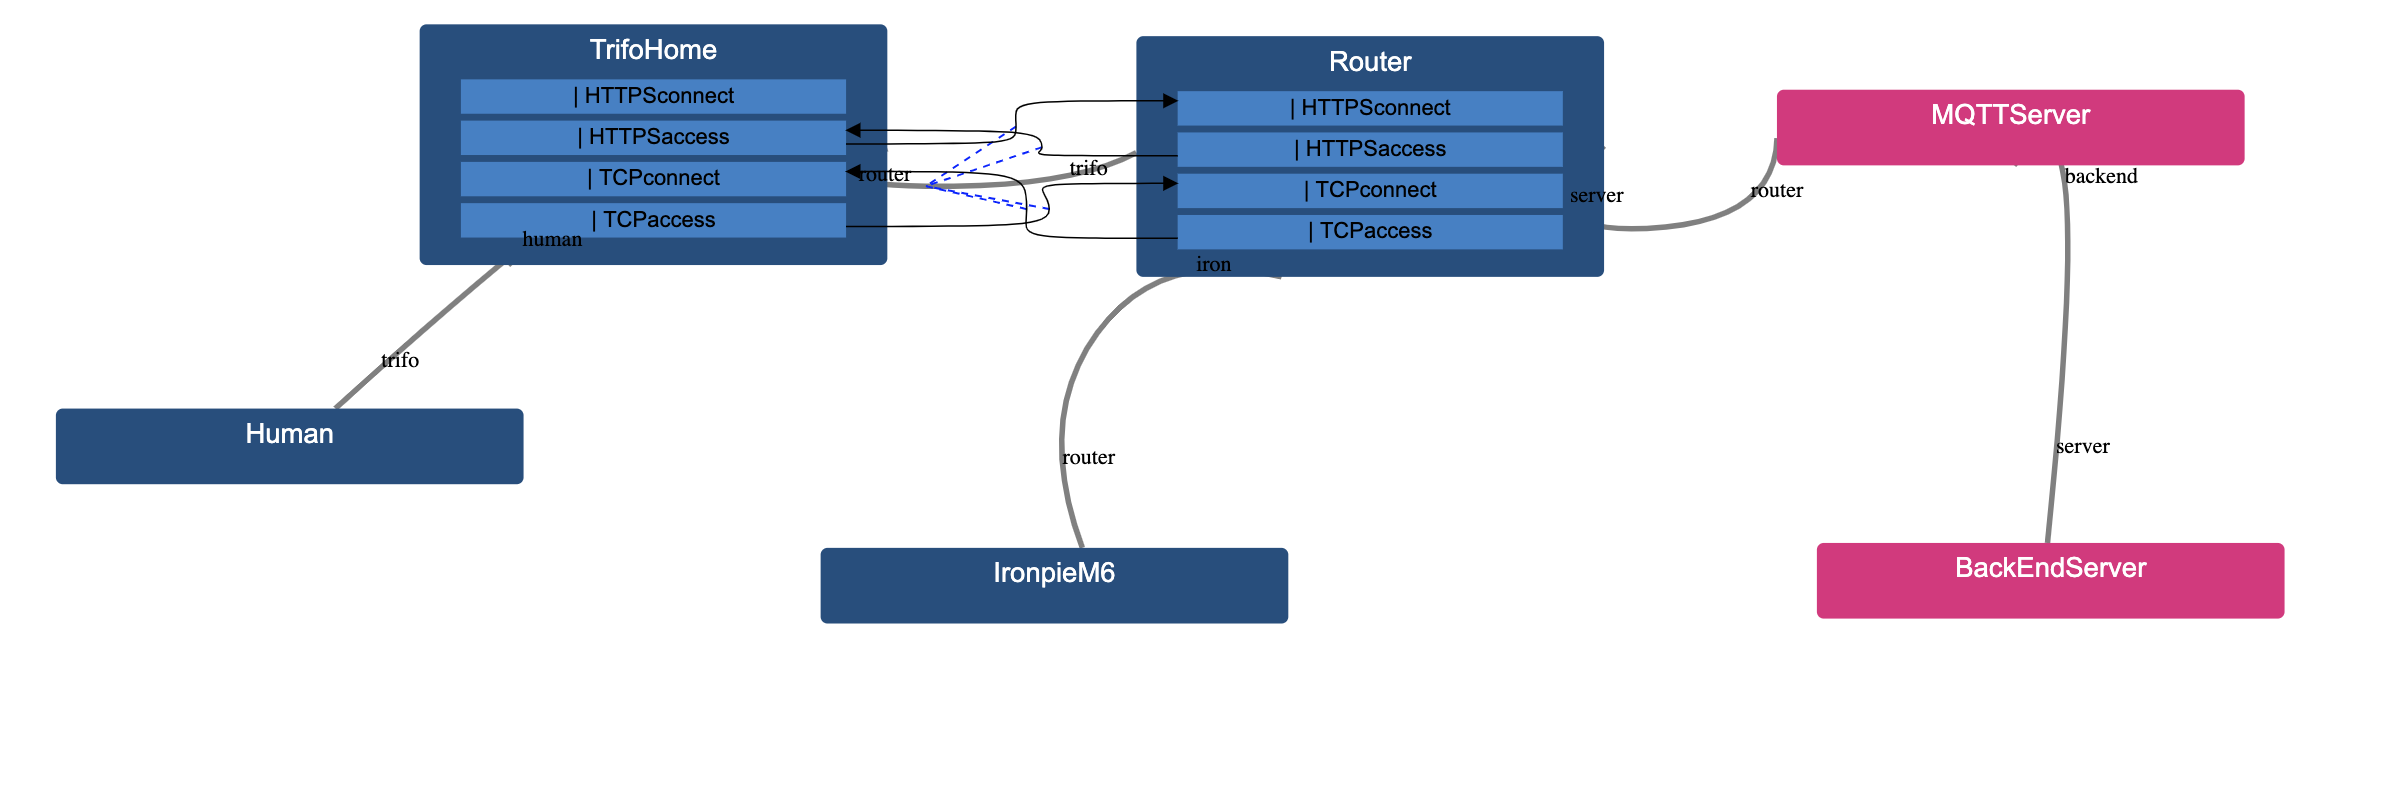 TrifoHome
| HTTPSconnect
| HTTPSaccess
| TCPconnect
| TCPaccess
human
router
trifo
Router
| HTTPSconnect
| HTTPSaccess
| TCPconnect
| TCPaccess
iron
server
router
MQTTServer
backend
trifo
Human
router
IronpieM6
server
BackEndServer